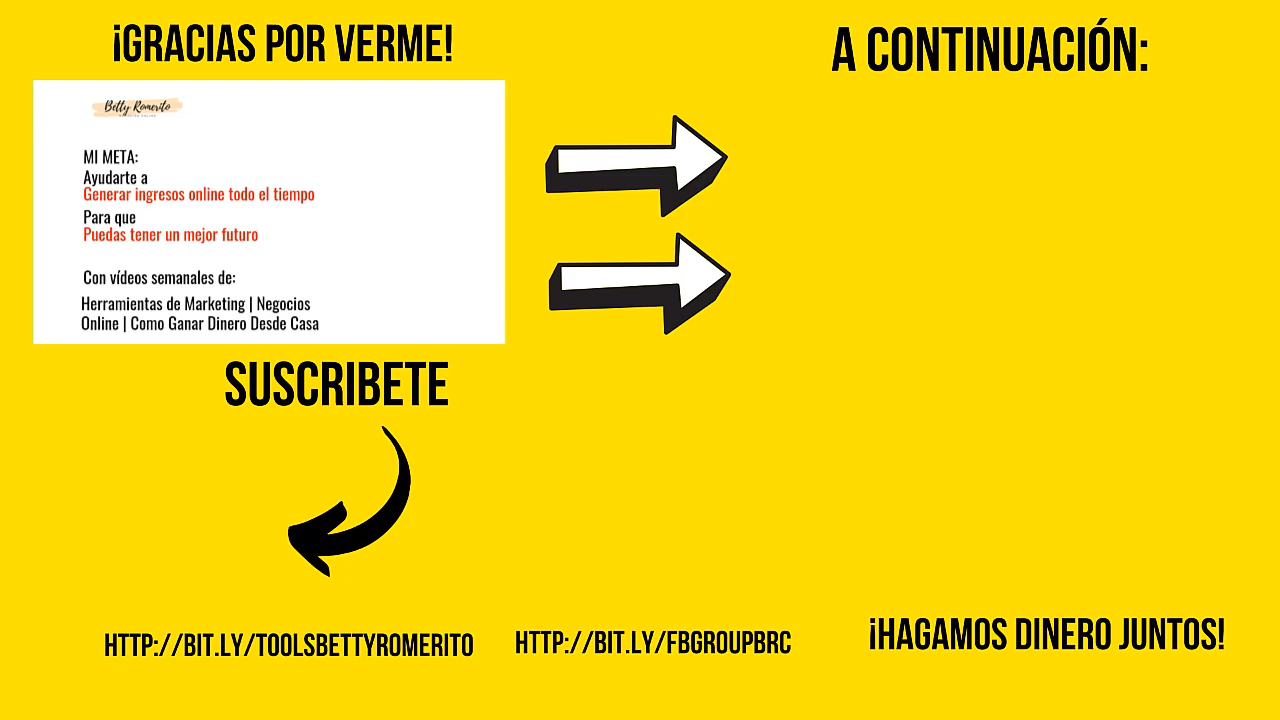 ¡GRACIAS POR VERME!
A CONTINUACIÓN:
Betty Romerito
MI META:
Ayudarte a
Generar ingresos online todo el tiempo
Para que
Puedas tener un mejor futuro
Con vídeos semanales de:
Herramientas de Marketing | Negocios
Online | Como Ganar Dinero Desde Casa
SUSCRIBETE
HTTP://BIT.LY/TOOLSBETTYROMERITO
HTTP://BIT.LY/FBGROUPBRC
¡HAGAMOS DINERO JUNTOS!